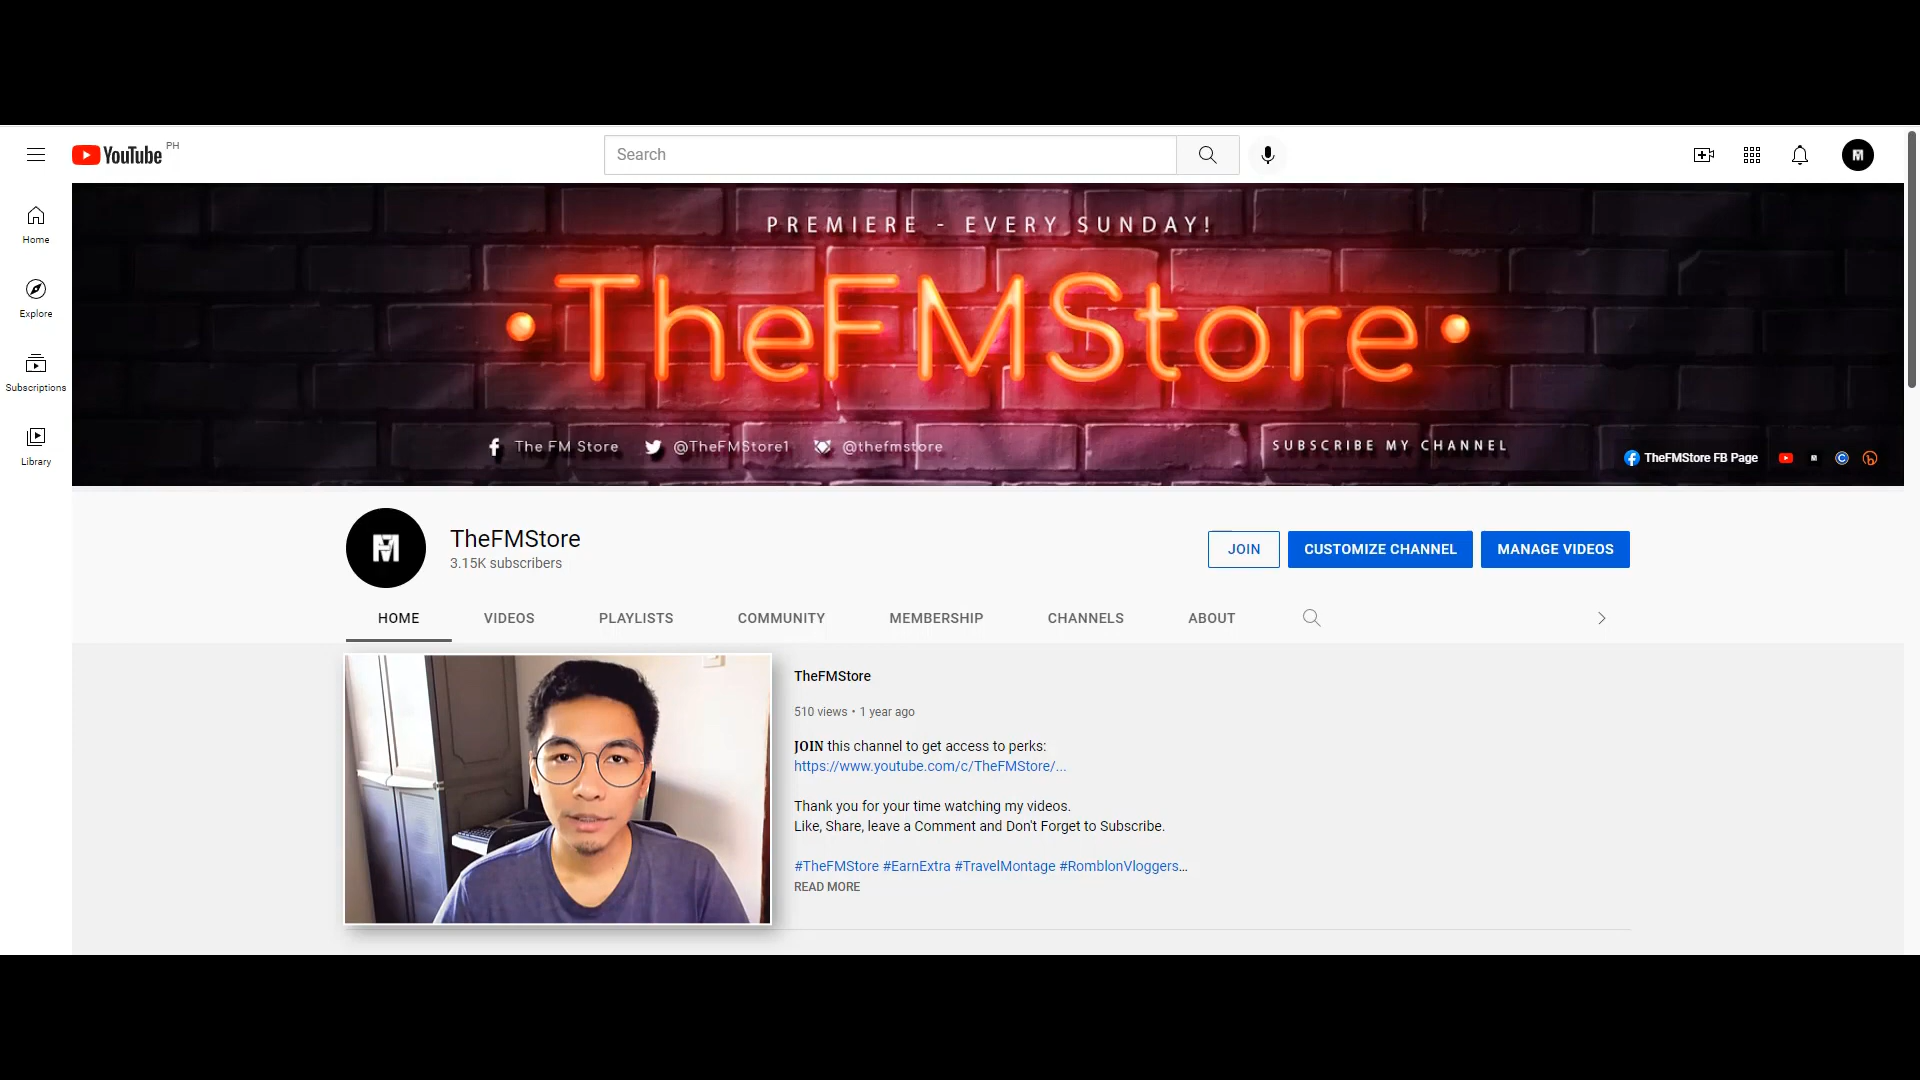 YouTube PH
Search
Home
Explore
Subscriptions
Library
PREMIERE - EVERY SUNDAY!
•TheFMStore•
The FM Store @TheFMStore1 @thefmstore
SUBSCRIBE MY CHANNEL
TheFMStore FB Page
TheFMStore
3.15K subscribers
JOIN CUSTOMIZE CHANNEL MANAGE VIDEOS
HOME VIDEOS PLAYLISTS COMMUNITY MEMBERSHIP CHANNELS ABOUT
TheFMStore
510 views • 1 year ago
JOIN this channel to get access to perks:
https://www.youtube.com/c/TheFMStore/...
Thank you for your time watching my videos.
Like, Share, leave a Comment and Don't Forget to Subscribe.
#TheFMStore #EarnExtra #TravelMontage #RomblonVloggers...
READ MORE